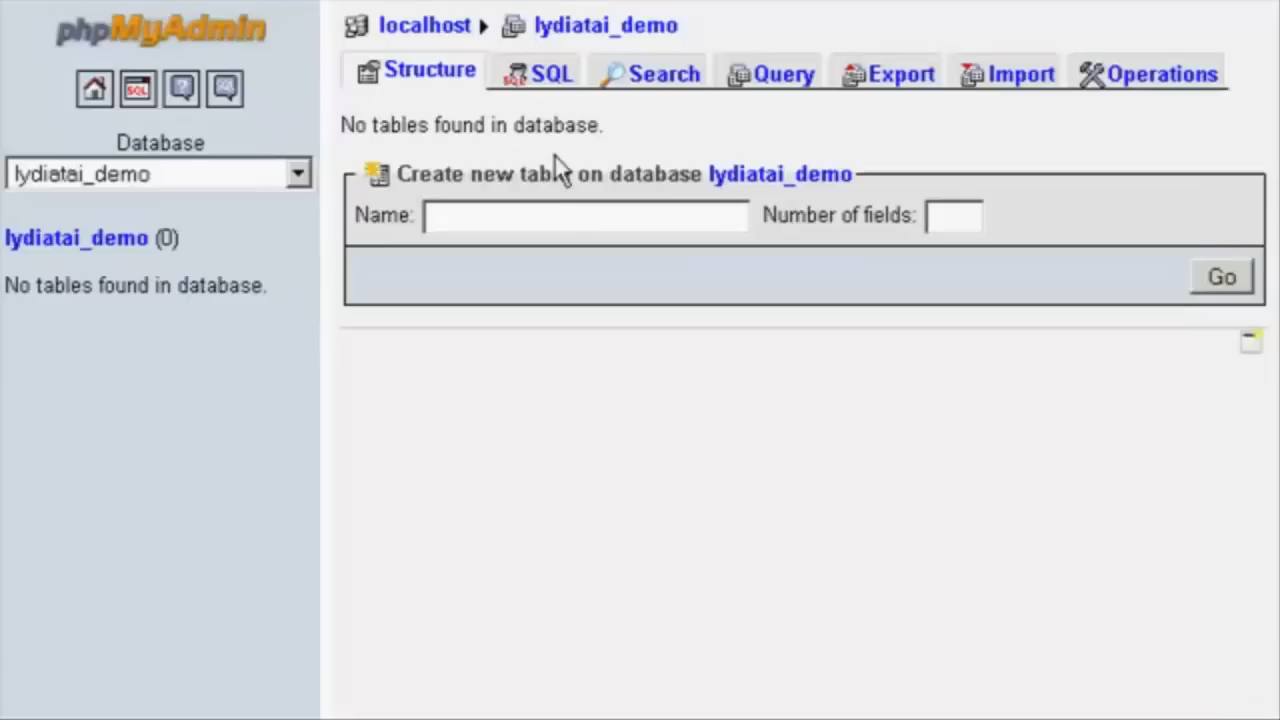 phpMyAdmin
SQL
Database
lydiatai_demo
lydiatai_demo (0)
No tables found in database.
localhost lydiatai_demo
Structure SQL Search Query Export Import Operations
No tables found in database.
Create new table on database lydiatai_demo
Name: Number of fields:
Go